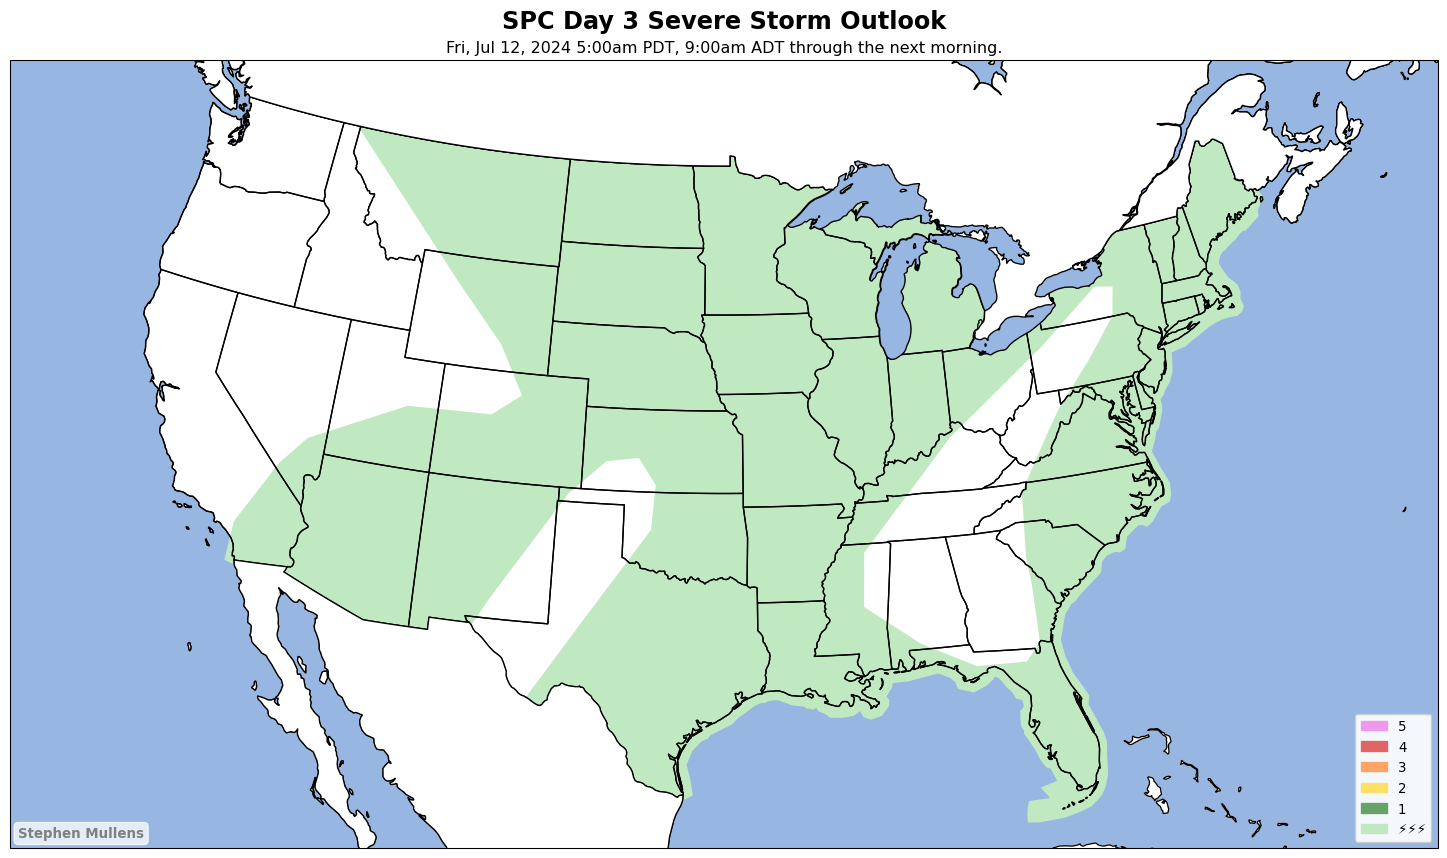 SPC Day 3 Severe Storm Outlook
Fri, Jul 12, 2024 5:00am PDT, 9:00am ADT through the next morning.
5
4
3
2
1
⚡⚡⚡
Stephen Mullens